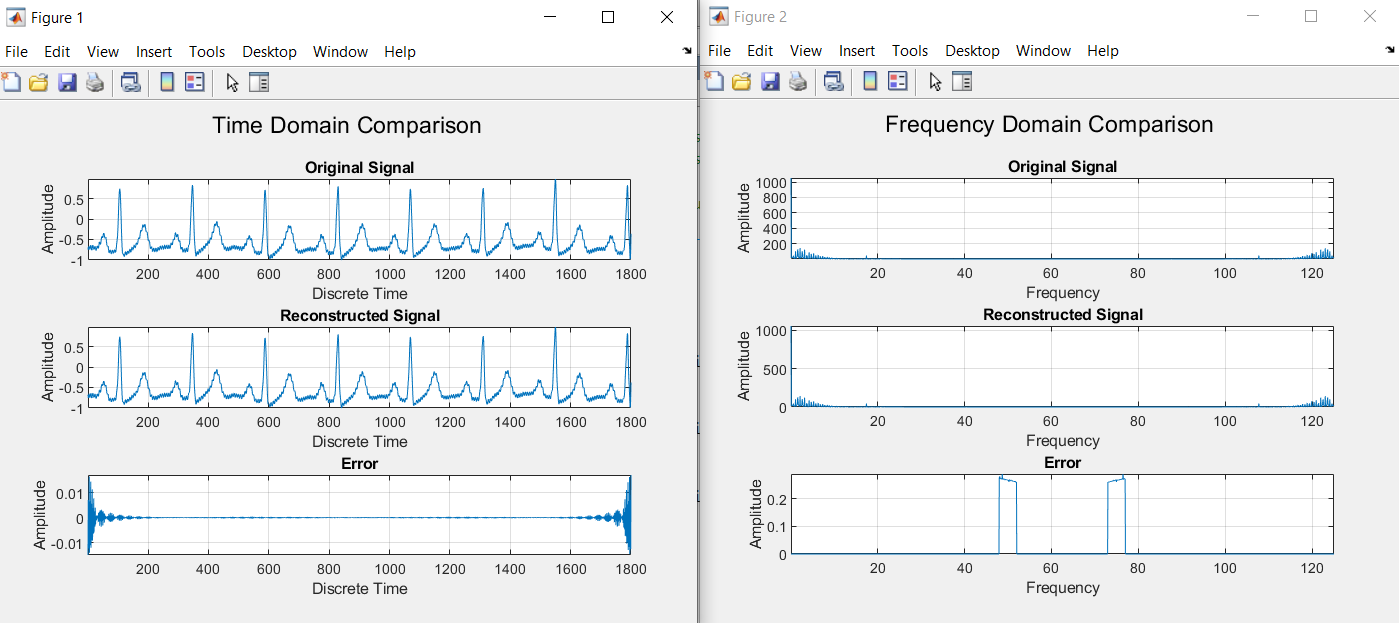 Figure 1
File Edit View Insert Tools Desktop Window Help
Time Domain Comparison
Original Signal
Amplitude
0.5
0
-0.5
-1
200 400 600 800 1000 1200 1400 1600 1800
Discrete Time
Reconstructed Signal
Amplitude
0.5
0
-0.5
-1
200 400 600 800 1000 1200 1400 1600 1800
Discrete Time
Error
Amplitude
0.01
0
-0.01
200 400 600 800 1000 1200 1400 1600 1800
Discrete Time
Figure 2
File Edit View Insert Tools Desktop Window Help
Frequency Domain Comparison
Original Signal
Amplitude
1000
800
600
400
200
20 40 60 80 100 120
Frequency
Reconstructed Signal
Amplitude
1000
500
0
20 40 60 80 100 120
Frequency
Error
Amplitude
0.2
0.1
0
20 40 60 80 100 120
Frequency